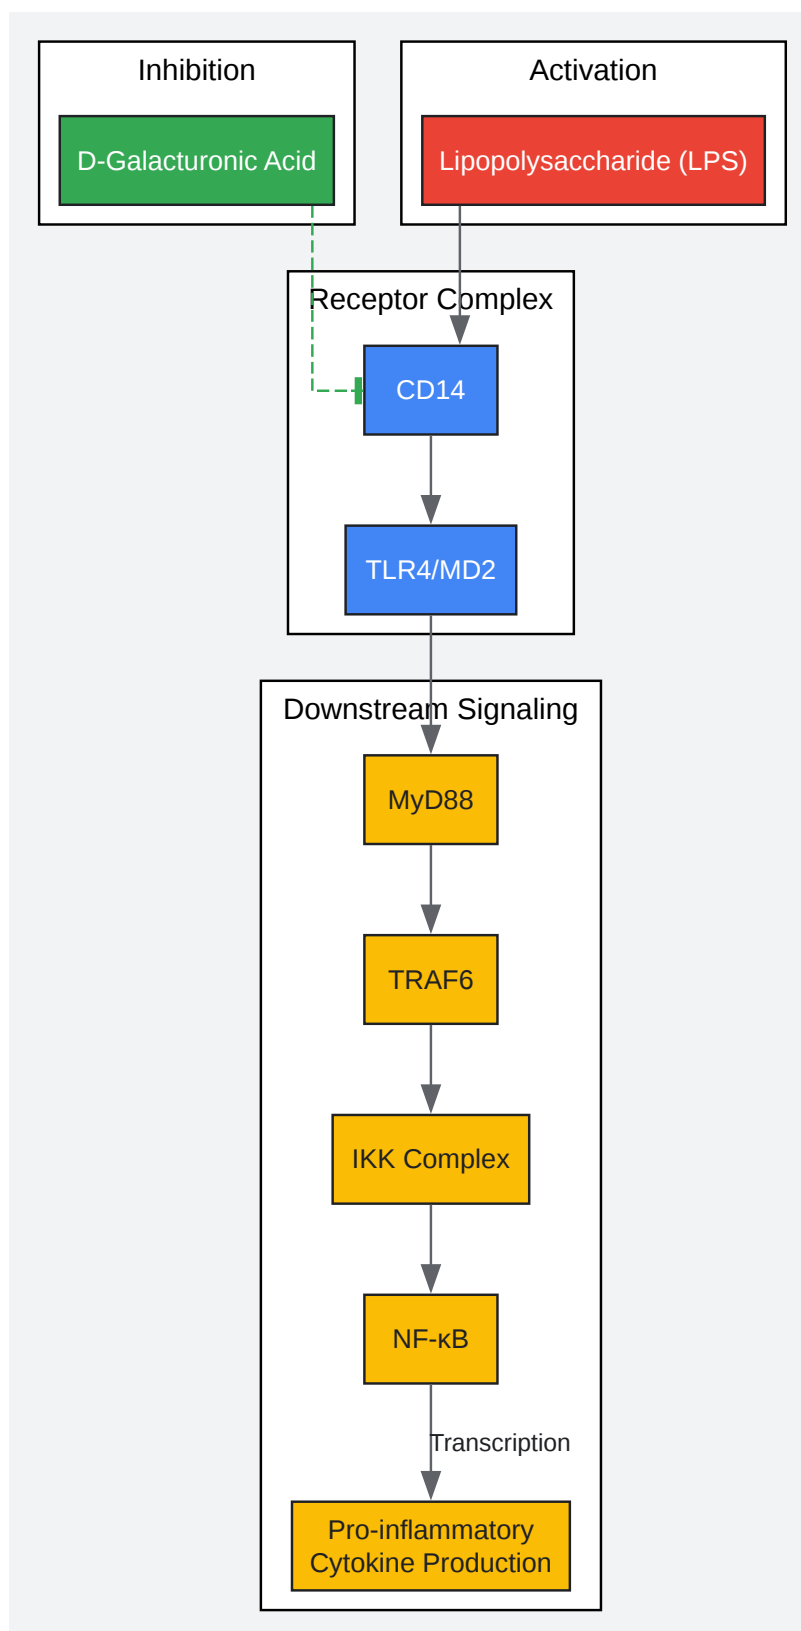 Inhibition
Activation
D-Galacturonic Acid
Lipopolysaccharide (LPS)
Receptor Complex
CD14
TLR4/MD2
Downstream Signaling
MyD88
TRAF6
IKK Complex
NF-κB
Transcription
Pro-inflammatory
Cytokine Production